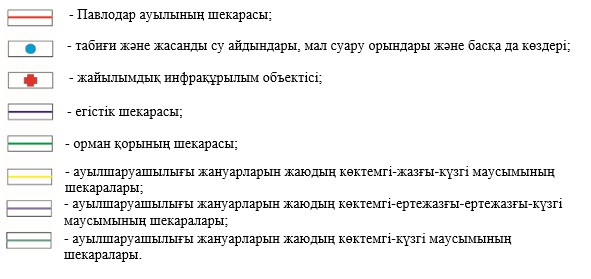 - Павлодар ауылының шекарасы;
- табиғи және жасанды су айдындары, мал суару орындары және басқа да көздері;
- жайылымдық инфрақұрылым объектісі;
- егістік шекарасы;
- орман қорының шекарасы;
- ауылшаруашылығы жануарларын жаюдың көктемгі-жазғы-күзгі маусымының
шекаралары;
- ауылшаруашылығы жануарларын жаюдың көктемгі-ертежазғы-ертежазғы-күзгі
маусымының шекаралары;
- ауылшаруашылығы жануарларын жаюдың көктемгі-күзгі маусымының
шекаралары.